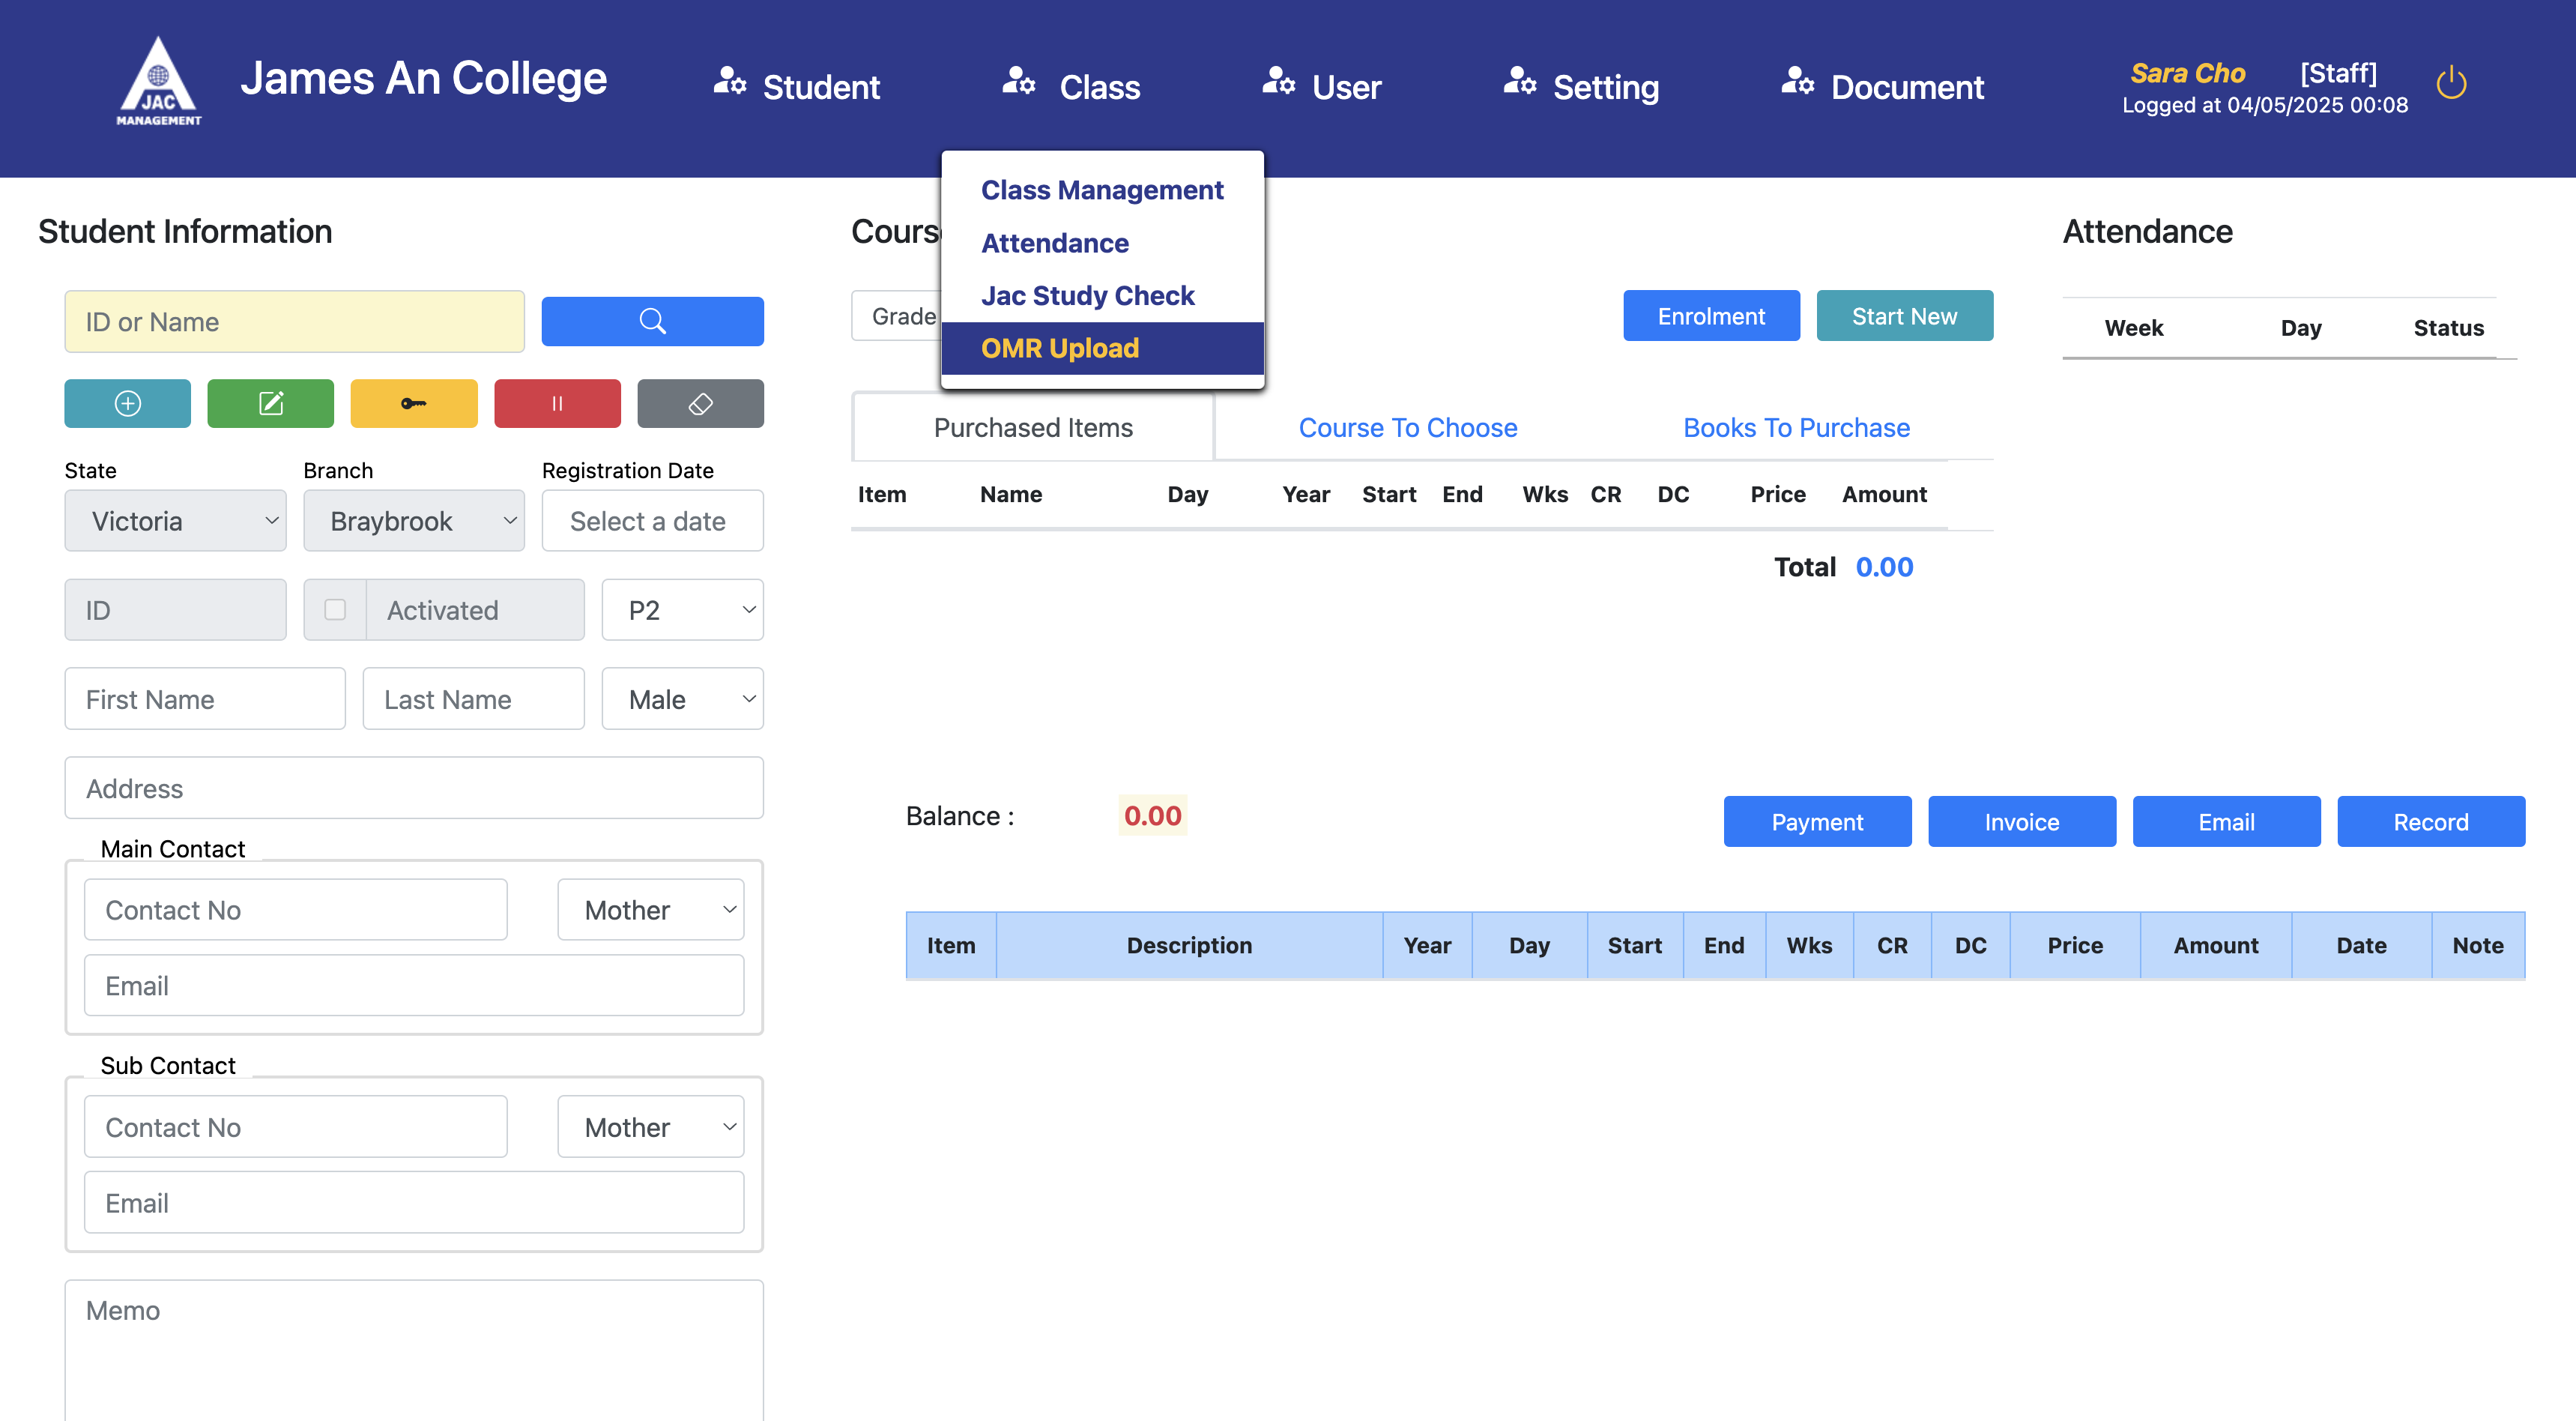 JAC
MANAGEMENT
James An College
Student
Class
User
Setting
Document
Sara Cho [Staff]
Logged at 04/05/2025 00:08
Class Management
Attendance
Jac Study Check
OMR Upload
Student Information
ID or Name
State
Branch
Registration Date
Victoria
Braybrook
Select a date
ID
Activated
P2
First Name
Last Name
Male
Address
Main Contact
Contact No
Mother
Email
Sub Contact
Contact No
Mother
Email
Memo
Grade
Enrolment
Start New
Purchased Items
Course To Choose
Books To Purchase
Item Name Day Year Start End Wks CR DC Price Amount
Total 0.00
Attendance
Week Day Status
Balance : 0.00
Payment
Invoice
Email
Record
Item Description Year Day Start End Wks CR DC Price Amount Date Note